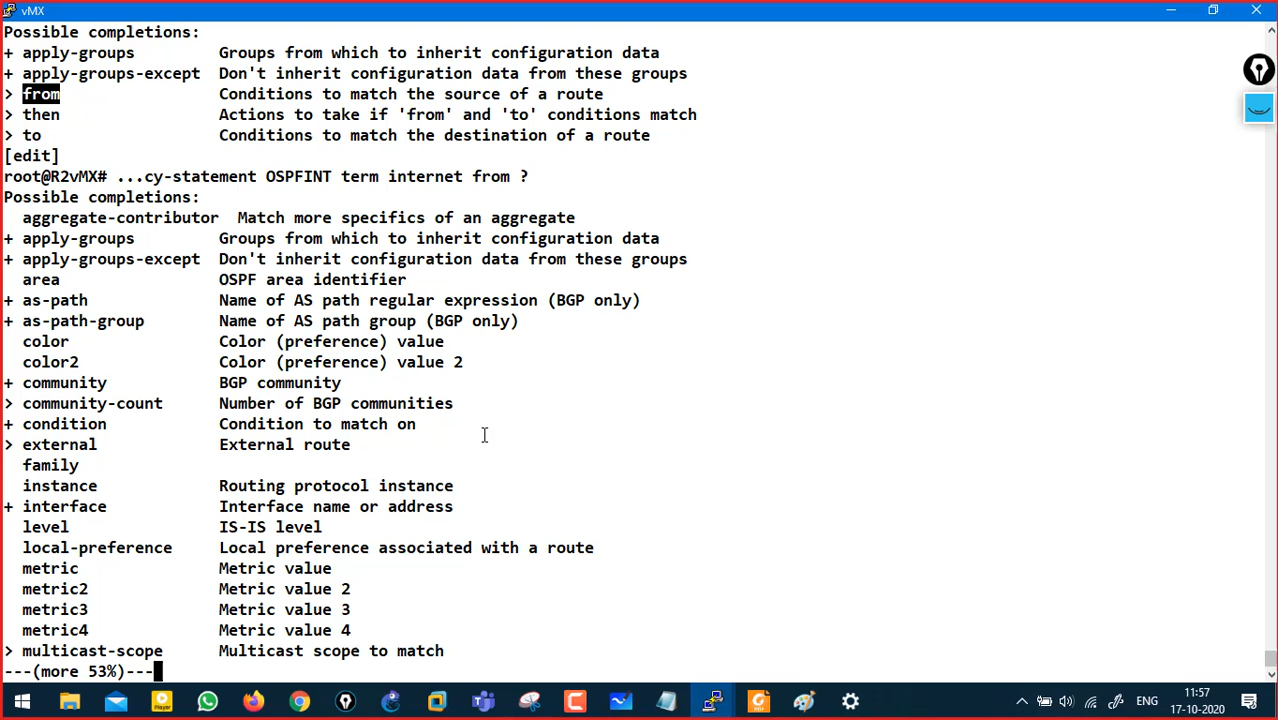 vMX
Possible completions:
+ apply-groups Groups from which to inherit configuration data
+ apply-groups-except Don't inherit configuration data from these groups
> from Conditions to match the source of a route
> then Actions to take if 'from' and 'to' conditions match
> to Conditions to match the destination of a route
[edit]
root@R2vMX# ...cy-statement OSPFINT term internet from ?
Possible completions:
aggregate-contributor Match more specifics of an aggregate
+ apply-groups Groups from which to inherit configuration data
+ apply-groups-except Don't inherit configuration data from these groups
area OSPF area identifier
+ as-path Name of AS path regular expression (BGP only)
+ as-path-group Name of AS path group (BGP only)
color Color (preference) value
color2 Color (preference) value 2
+ community BGP community
> community-count Number of BGP communities
+ condition Condition to match on
> external External route
family
instance Routing protocol instance
+ interface Interface name or address
level IS-IS level
local-preference Local preference associated with a route
metric Metric value
metric2 Metric value 2
metric3 Metric value 3
metric4 Metric value 4
> multicast-scope Multicast scope to match
---(more 53%)---
Player
PDF
ENG
11:57
17-10-2020